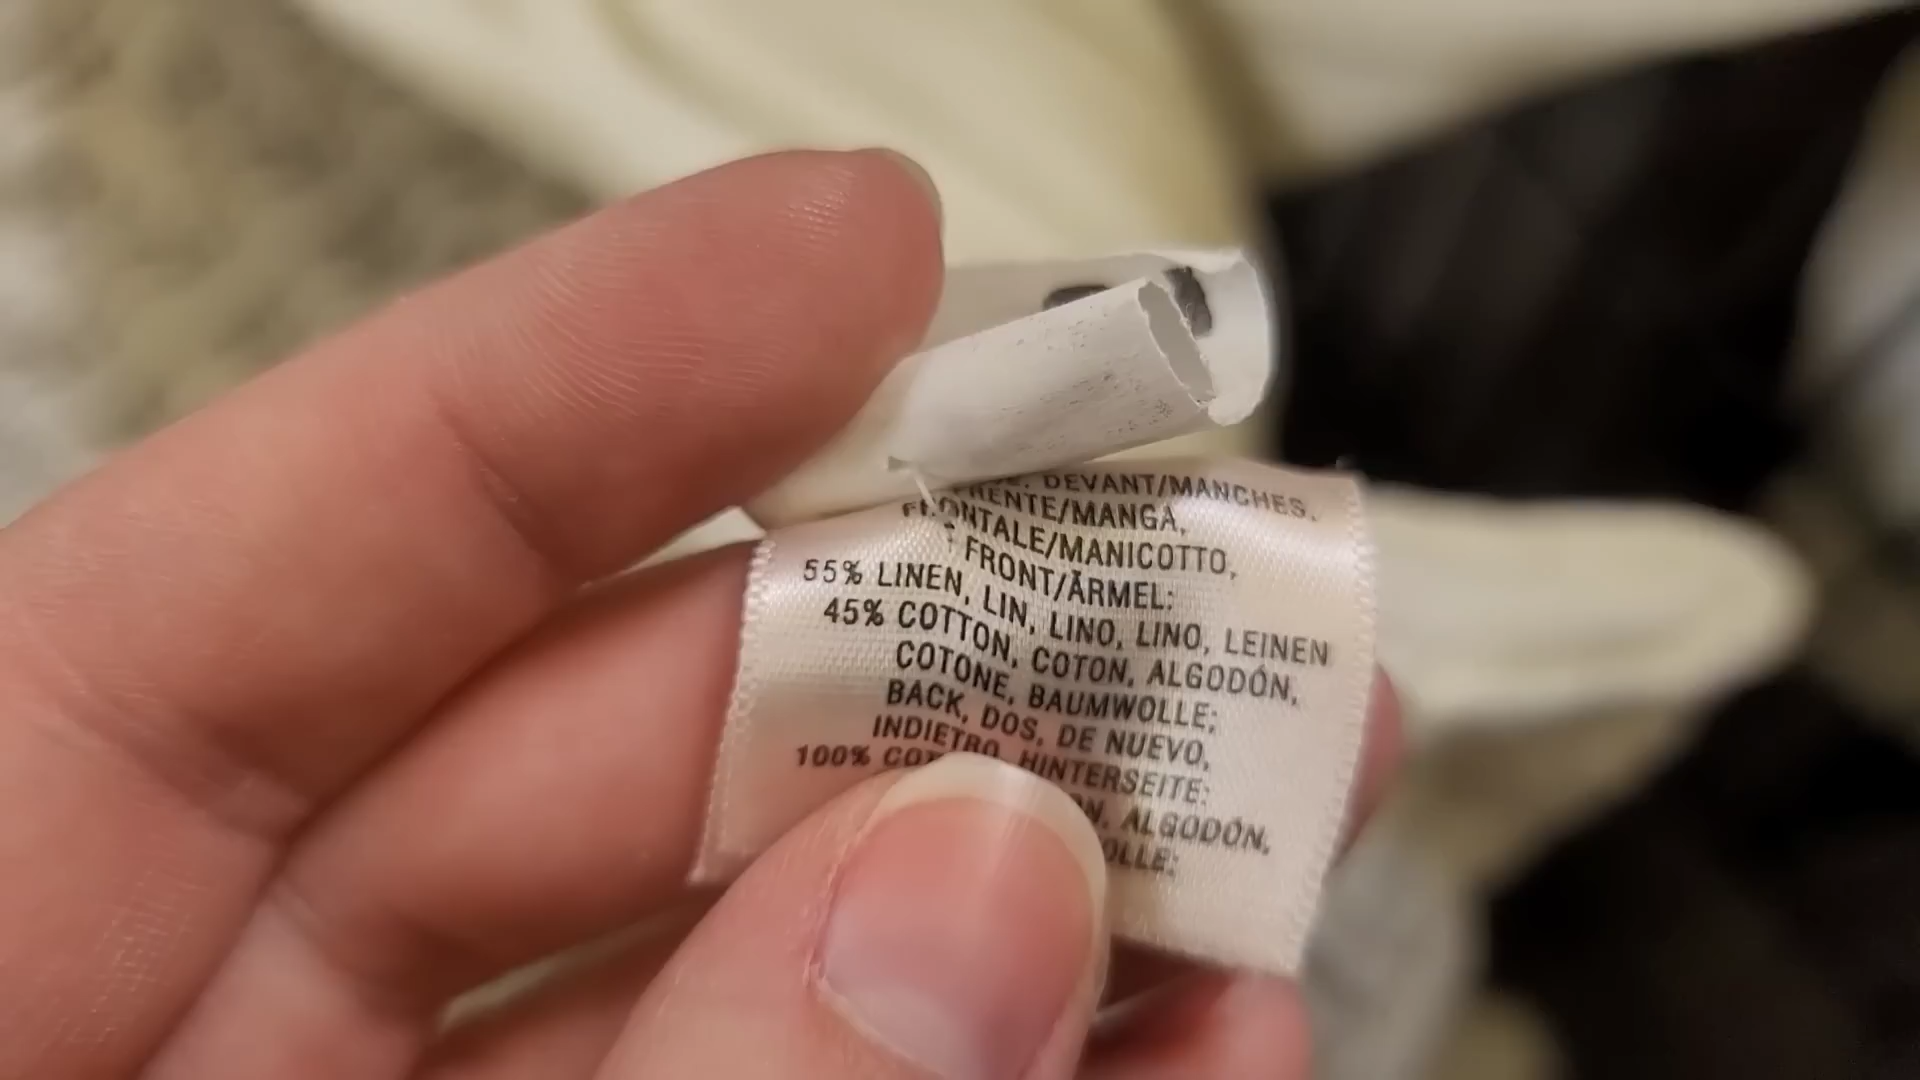 DEVANT/MANCHES,
FRENTE/MANGA,
FRONTALE/MANICOTTO,
FRONT/ÄRMEL:
55% LINEN, LIN, LINO, LINO, LEINEN
45% COTTON, COTON, ALGODÓN,
COTONE, BAUMWOLLE;
BACK, DOS, DE NUEVO,
INDIETRO, HINTERSEITE:
100% ALGODÓN,